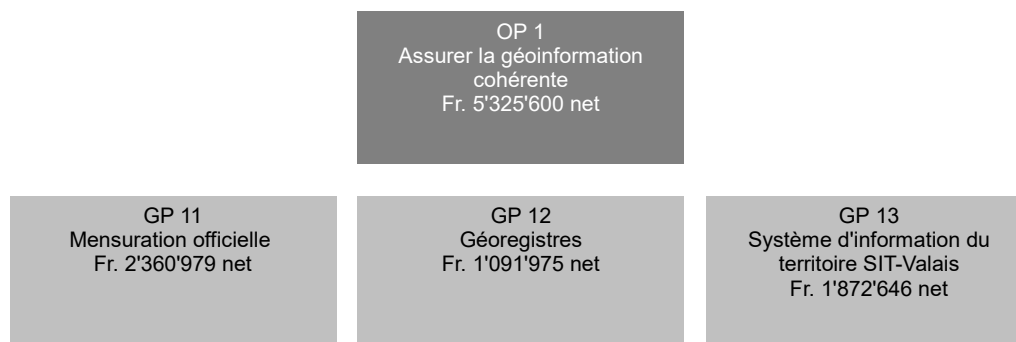 OP 1
Assurer la géoinformation
cohérente
Fr. 5'325'600 net
GP 11
Mensuration officielle
Fr. 2'360'979 net
GP 12
Géoregistres
Fr. 1'091'975 net
GP 13
Système d'information du
territoire SIT-Valais
Fr. 1'872'646 net